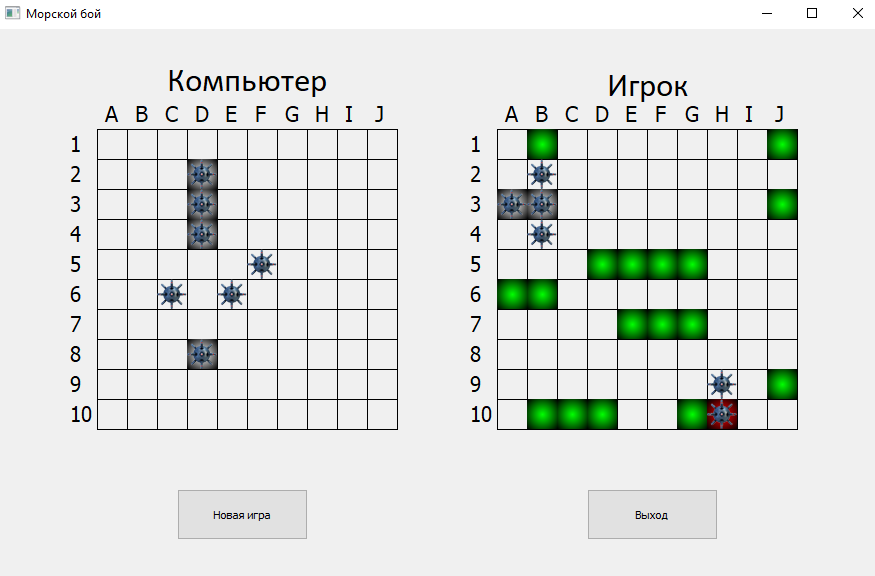 Морской бой
Компьютер
A B C D E F G H I J
1
2
3
4
5
6
7
8
9
10
Игрок
A B C D E F G H I J
1
2
3
4
5
6
7
8
9
10
Новая игра
Выход